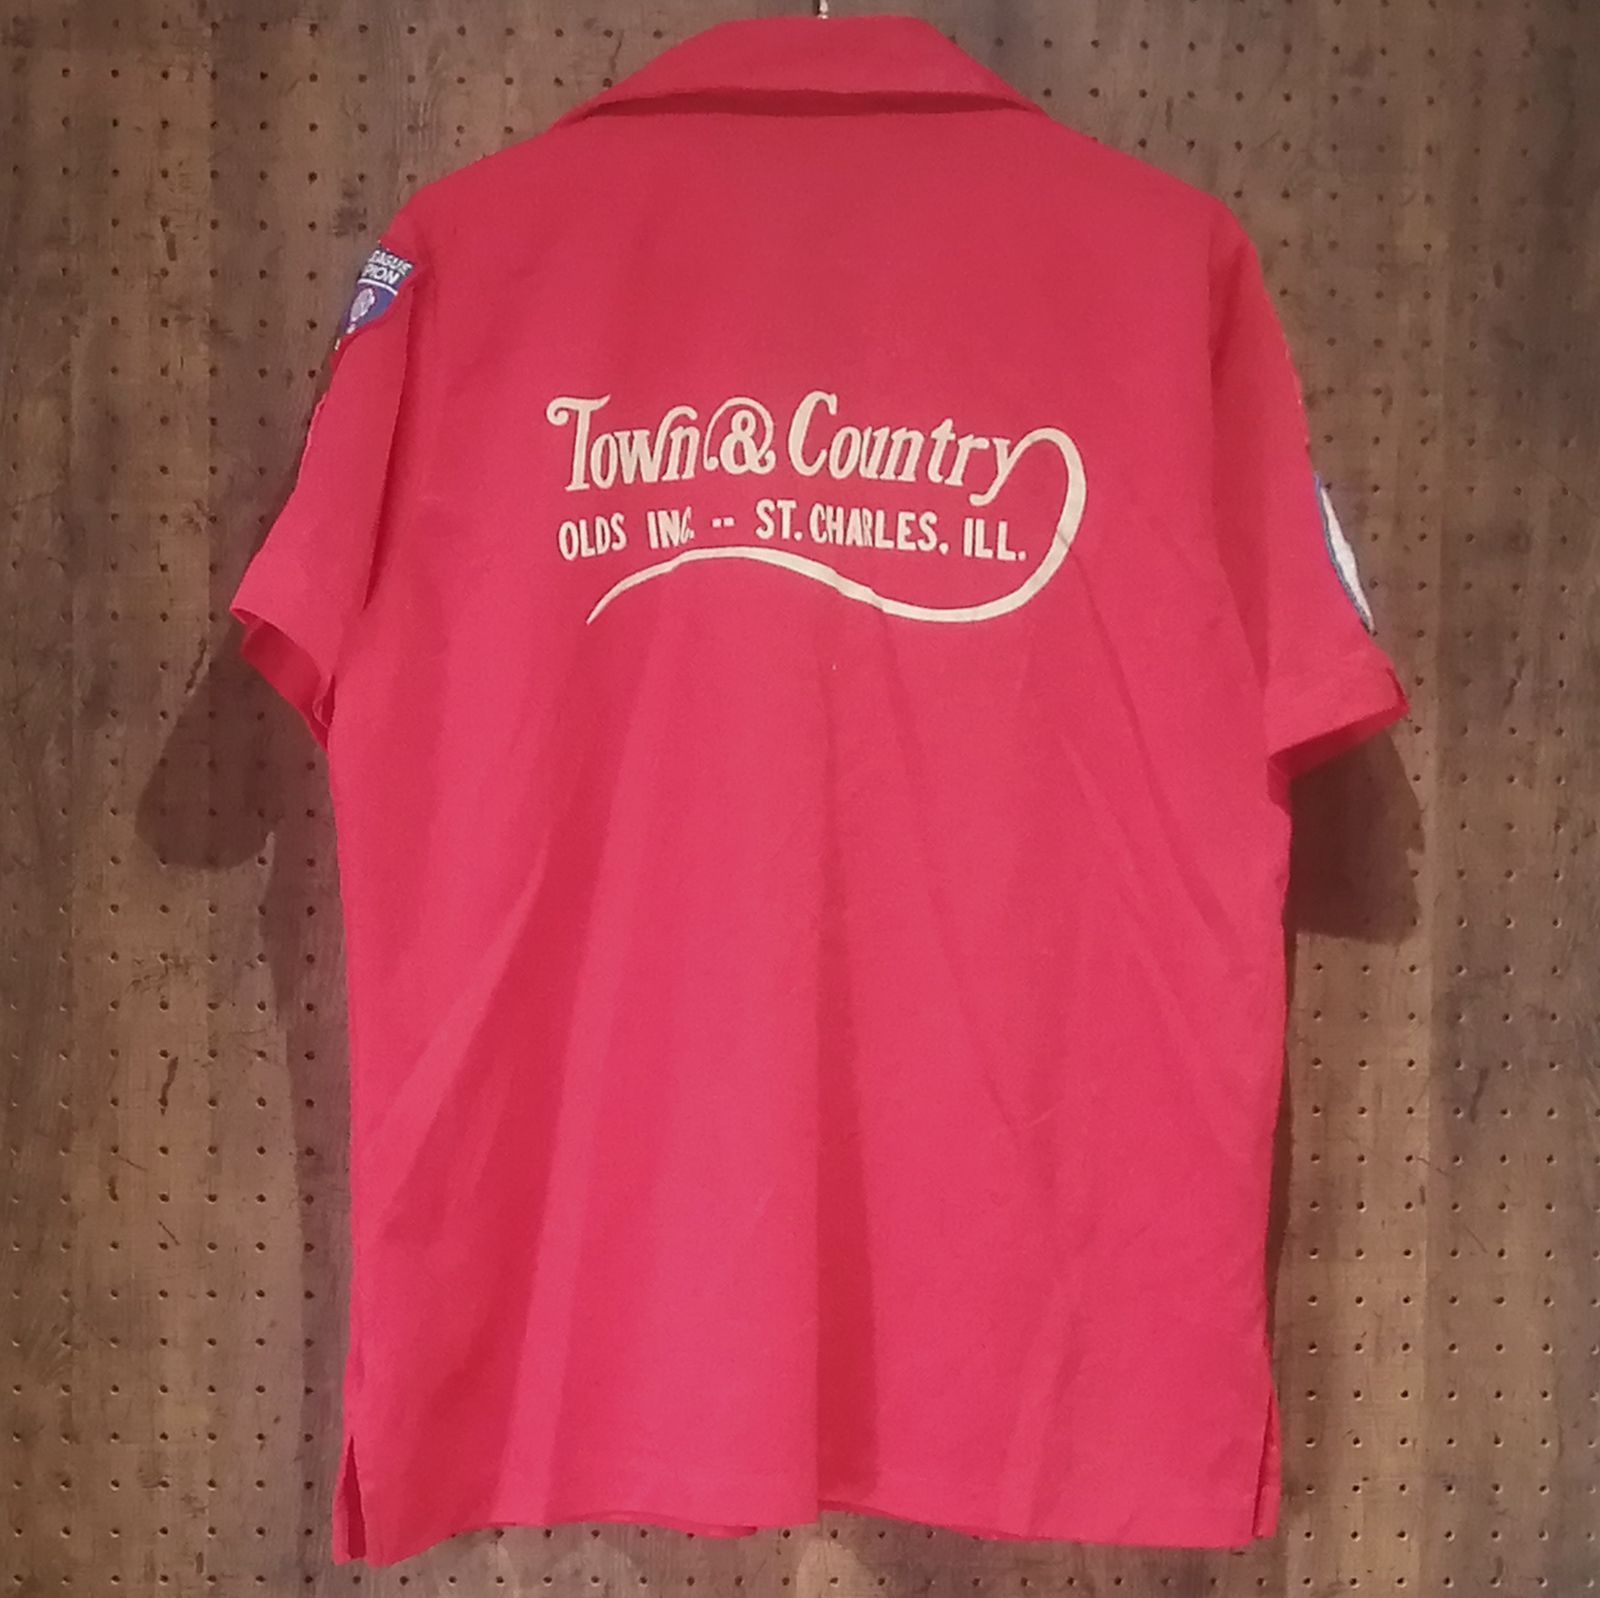 Town & Country
OLDS INC. -- ST. CHARLES, ILL.